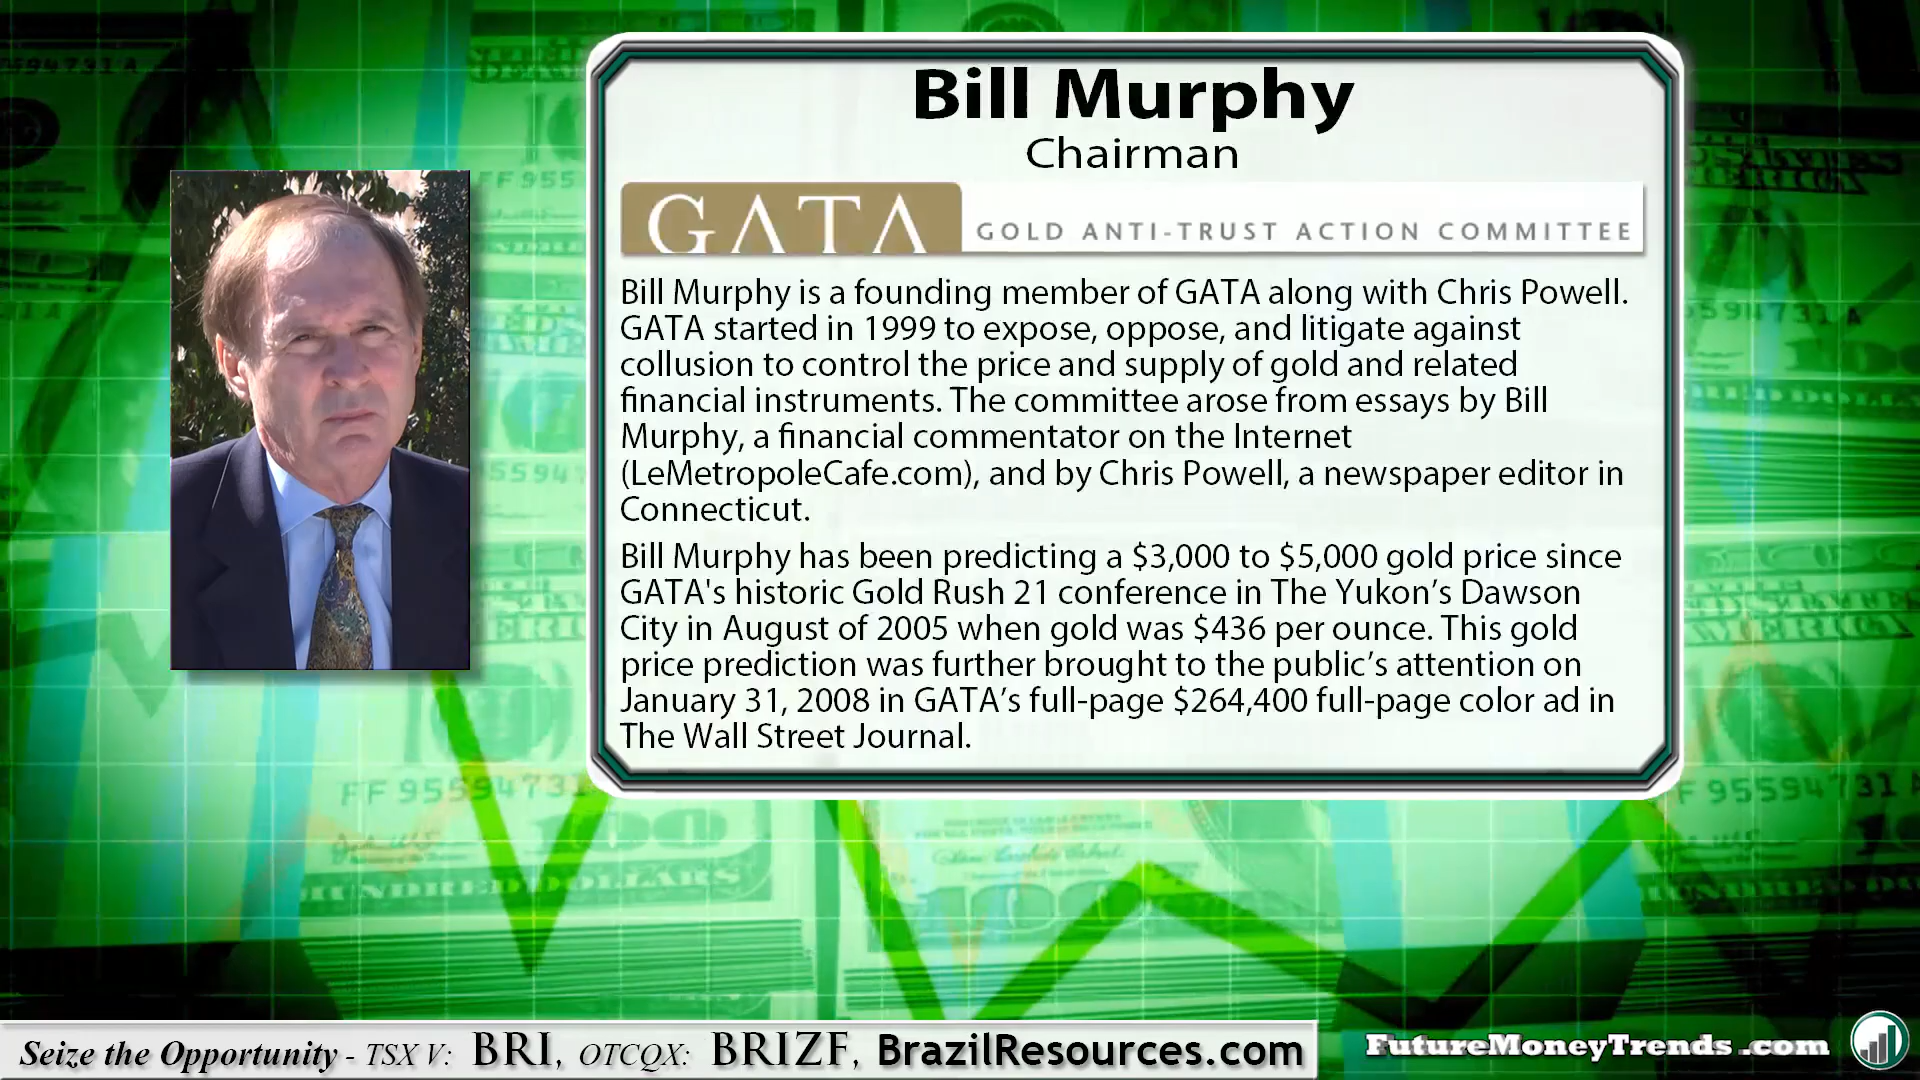 Bill Murphy
Chairman
GATA GOLD ANTI-TRUST ACTION COMMITTEE
Bill Murphy is a founding member of GATA along with Chris Powell.
GATA started in 1999 to expose, oppose, and litigate against
collusion to control the price and supply of gold and related
financial instruments. The committee arose from essays by Bill
Murphy, a financial commentator on the Internet
(LeMetropoleCafe.com), and by Chris Powell, a newspaper editor in
Connecticut.
Bill Murphy has been predicting a $3,000 to $5,000 gold price since
GATA's historic Gold Rush 21 conference in The Yukon’s Dawson
City in August of 2005 when gold was $436 per ounce. This gold
price prediction was further brought to the public’s attention on
January 31, 2008 in GATA’s full-page $264,400 full-page color ad in
The Wall Street Journal.
FF 95594731
F 95594731 A
100
HUNDRED DOLLARS
100
Seize the Opportunity - TSX V: BRI, OTCQX: BRIZF, BrazilResources.com
FutureMoneyTrends.com